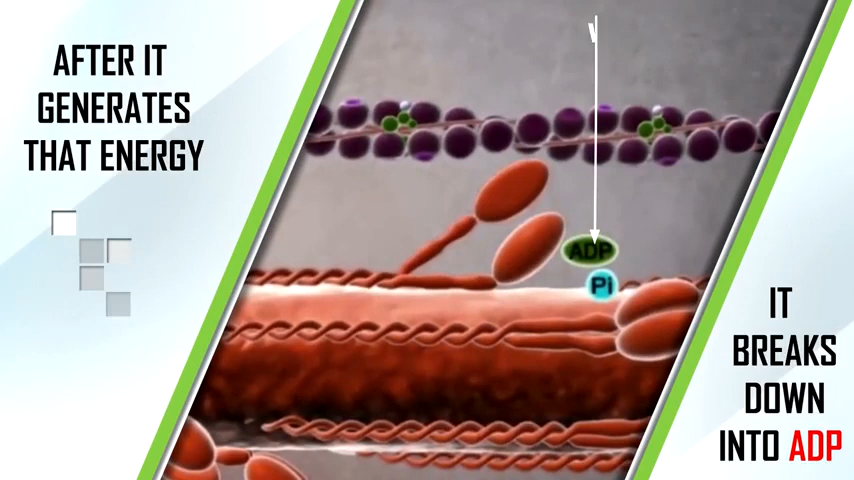 AFTER IT
GENERATES
THAT ENERGY
ADP
Pi
IT
BREAKS
DOWN
INTO ADP